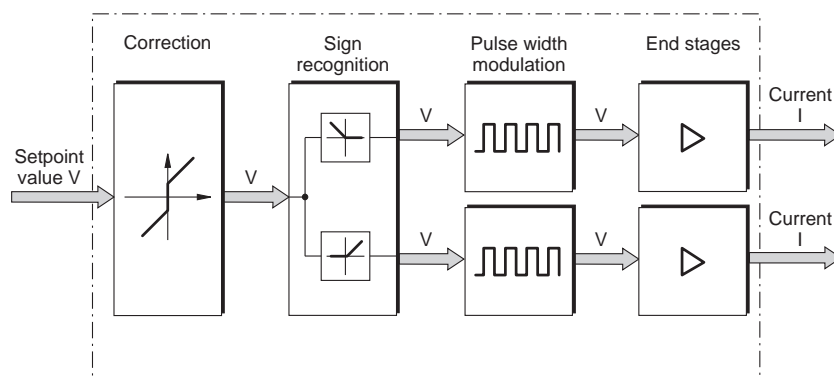 Correction
Sign
recognition
Pulse width
modulation
End stages
Current
I
Setpoint
value V
V
V
V
V
V
Current
I